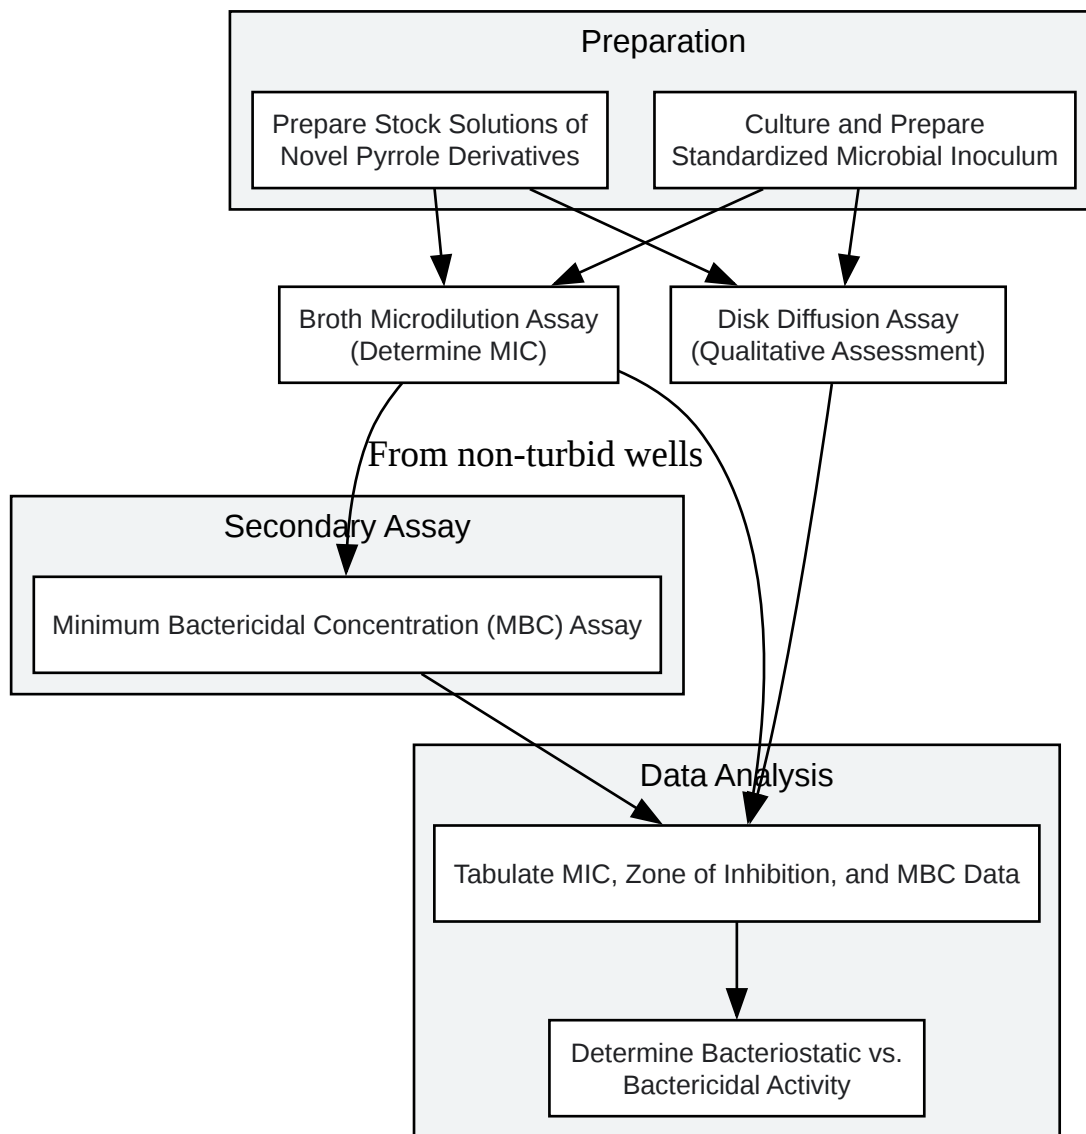 Preparation
Prepare Stock Solutions of
Novel Pyrrole Derivatives
Culture and Prepare
Standardized Microbial Inoculum
Broth Microdilution Assay
(Determine MIC)
Disk Diffusion Assay
(Qualitative Assessment)
From non-turbid wells
Secondary Assay
Minimum Bactericidal Concentration (MBC) Assay
Data Analysis
Tabulate MIC, Zone of Inhibition, and MBC Data
Determine Bacteriostatic vs.
Bactericidal Activity